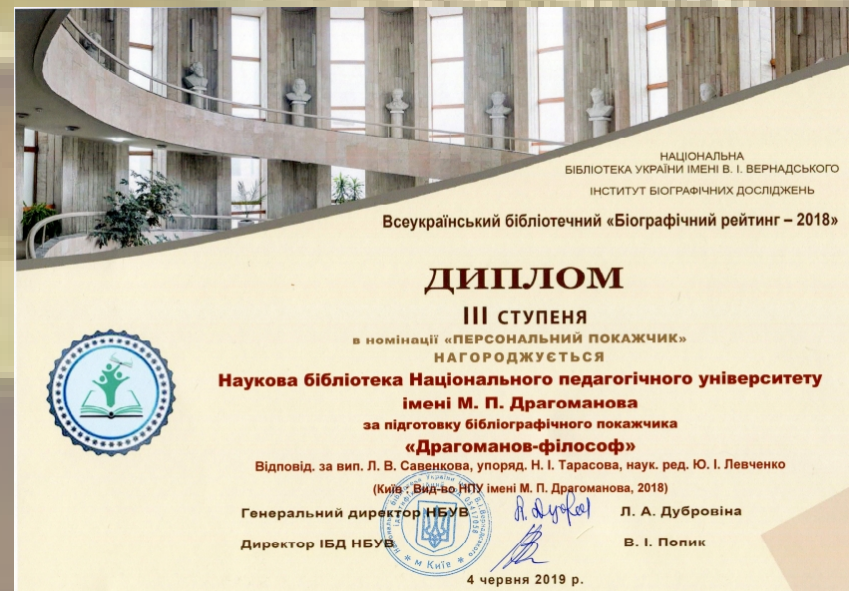 НАЦІОНАЛЬНА
БІБЛІОТЕКА УКРАЇНИ ІМЕНІ В. І. ВЕРНАДСЬКОГО
ІНСТИТУТ БІОГРАФІЧНИХ ДОСЛІДЖЕНЬ
Всеукраїнський бібліотечний «Біографічний рейтинг – 2018»
ДИПЛОМ
III СТУПЕНЯ
в номінації «ПЕРСОНАЛЬНИЙ ПОКАЖЧИК»
НАГОРОДЖУЄТЬСЯ
Наукова бібліотека Національного педагогічного університету
імені М. П. Драгоманова
за підготовку бібліографічного покажчика
«Драгоманов-філософ»
Відповід. за вип. Л. В. Савенкова, упоряд. Н. І. Тарасова, наук. ред. Ю. І. Левченко
(Київ : Вид-во НПУ імені М. П. Драгоманова, 2018)
Генеральний директор НБУВ Л. А. Дубровіна
Директор ІБД НБУВ В. І. Попик
м Київ
4 червня 2019 р.